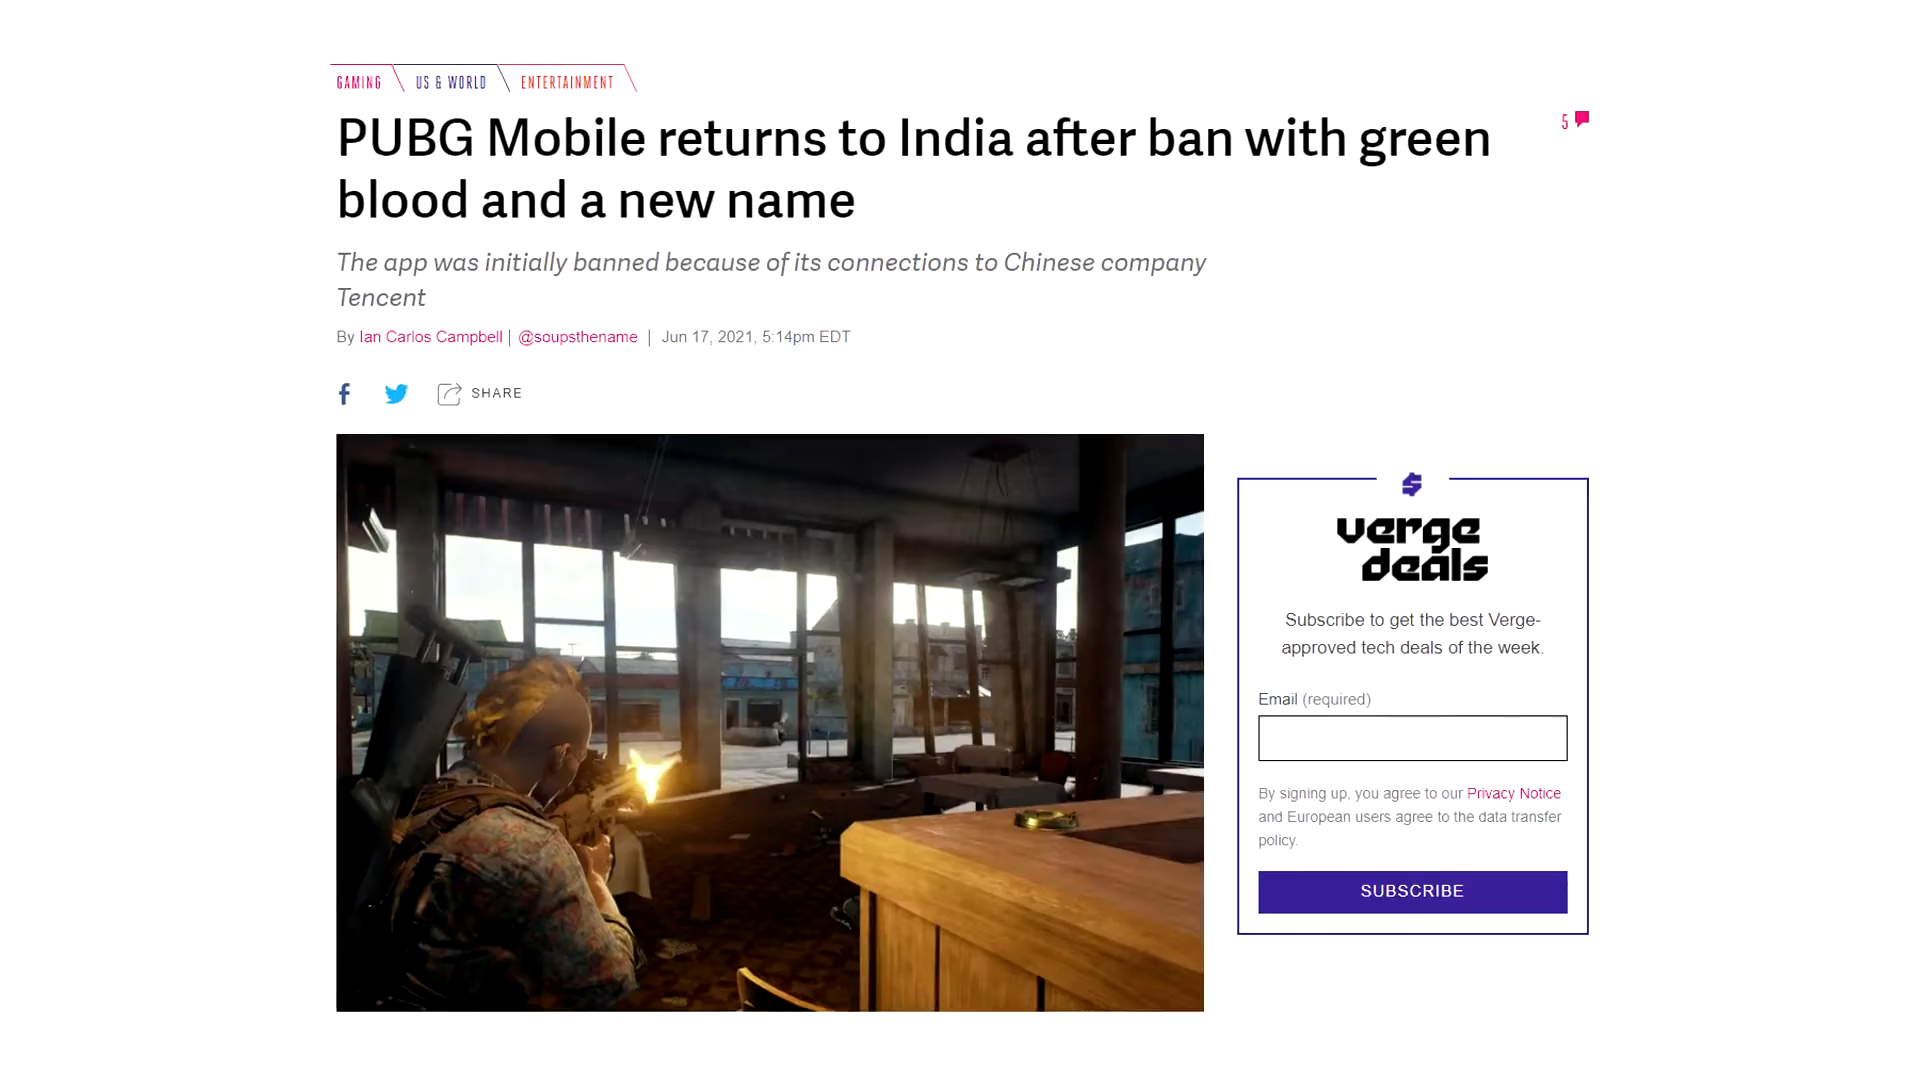 GAMING
US & WORLD
ENTERTAINMENT
PUBG Mobile returns to India after ban with green
blood and a new name
5
The app was initially banned because of its connections to Chinese company
Tencent
By Ian Carlos Campbell | @soupsthename | Jun 17, 2021, 5:14pm EDT
SHARE
verge
deals
Subscribe to get the best Verge-
approved tech deals of the week.
Email (required)
By signing up, you agree to our Privacy Notice
and European users agree to the data transfer
policy.
SUBSCRIBE